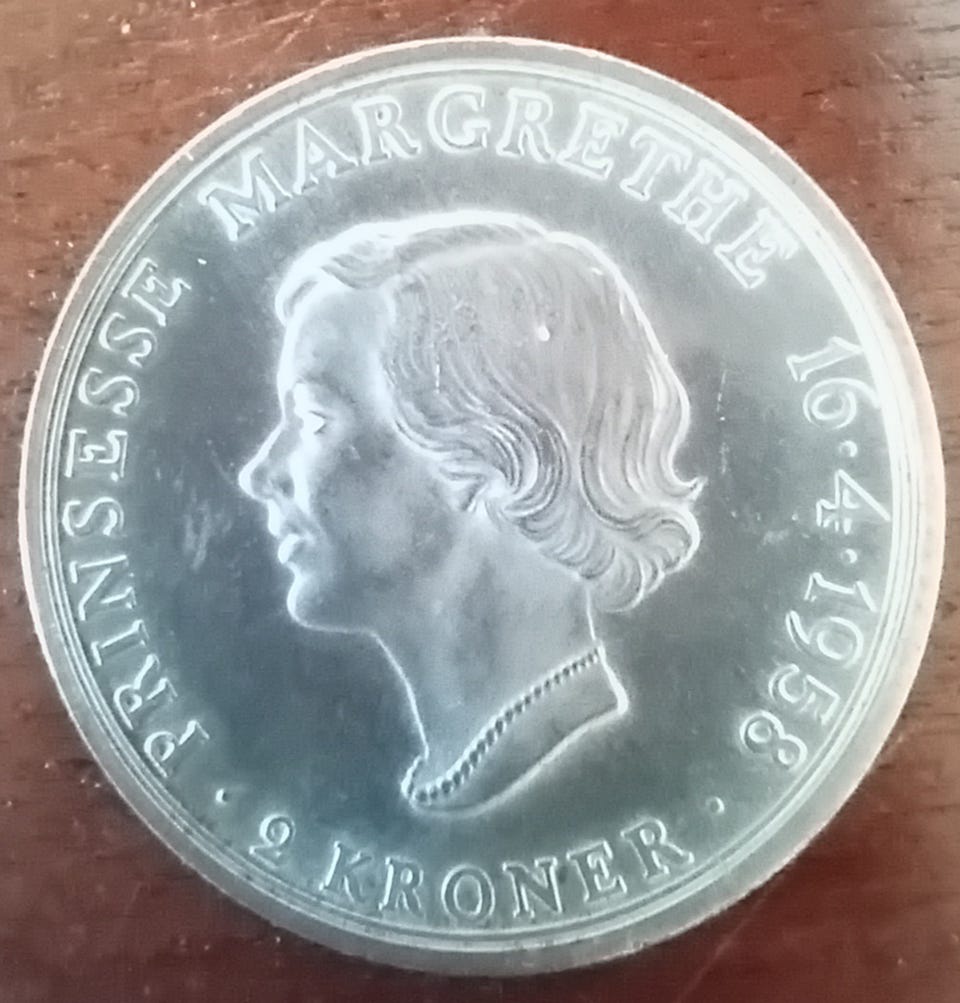 PRINSESSE MARGRETHE 16·4·1958
· 2 KRONER ·